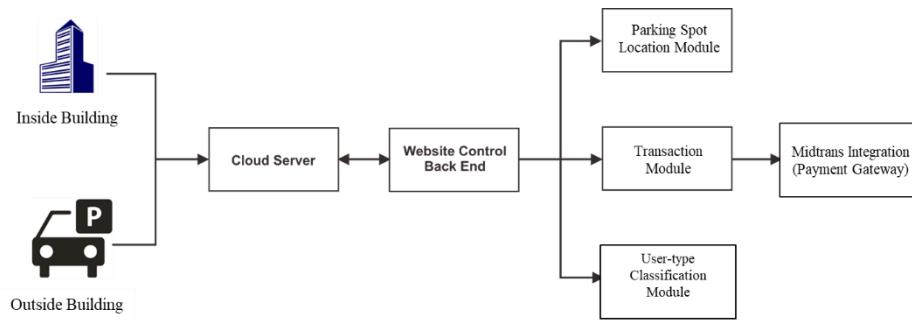 Inside Building
P
Outside Building
Cloud Server
Website Control
Back End
Parking Spot
Location Module
Transaction
Module
Midtrans Integration
(Payment Gateway)
User-type
Classification
Module